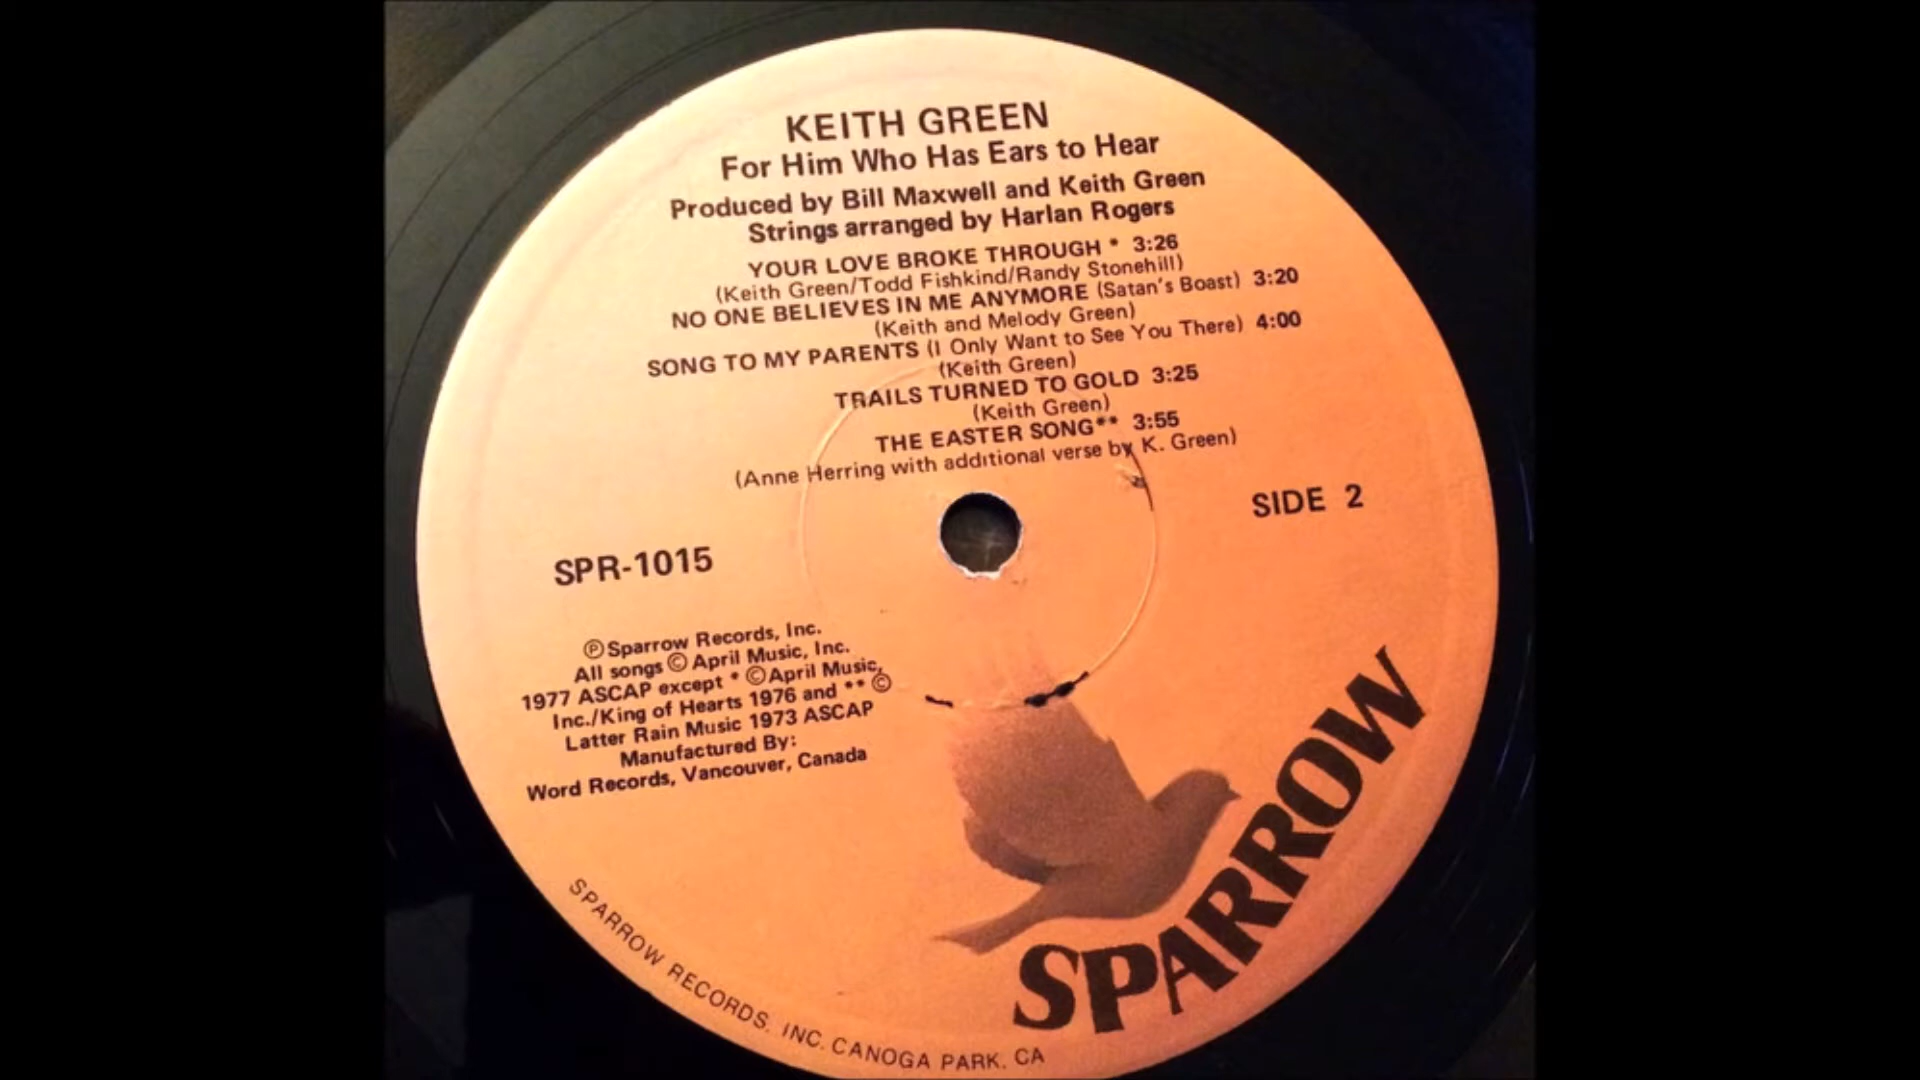 KEITH GREEN
For Him Who Has Ears to Hear
Produced by Bill Maxwell and Keith Green
Strings arranged by Harlan Rogers
YOUR LOVE BROKE THROUGH * 3:26
(Keith Green/Todd Fishkind/Randy Stonehill)
NO ONE BELIEVES IN ME ANYMORE (Satan's Boast) 3:20
(Keith and Melody Green)
SONG TO MY PARENTS (I Only Want to See You There) 4:00
(Keith Green)
TRAILS TURNED TO GOLD 3:25
(Keith Green)
THE EASTER SONG** 3:55
(Anne Herring with additional verse by K. Green)
SIDE 2
SPR-1015
Ⓟ Sparrow Records, Inc.
All songs © April Music, Inc.
1977 ASCAP except * © April Music,
Inc./King of Hearts 1976 and ** ©
Latter Rain Music 1973 ASCAP
Manufactured By:
Word Records, Vancouver, Canada
SPARROW
SPARROW RECORDS, INC. CANOGA PARK, CA